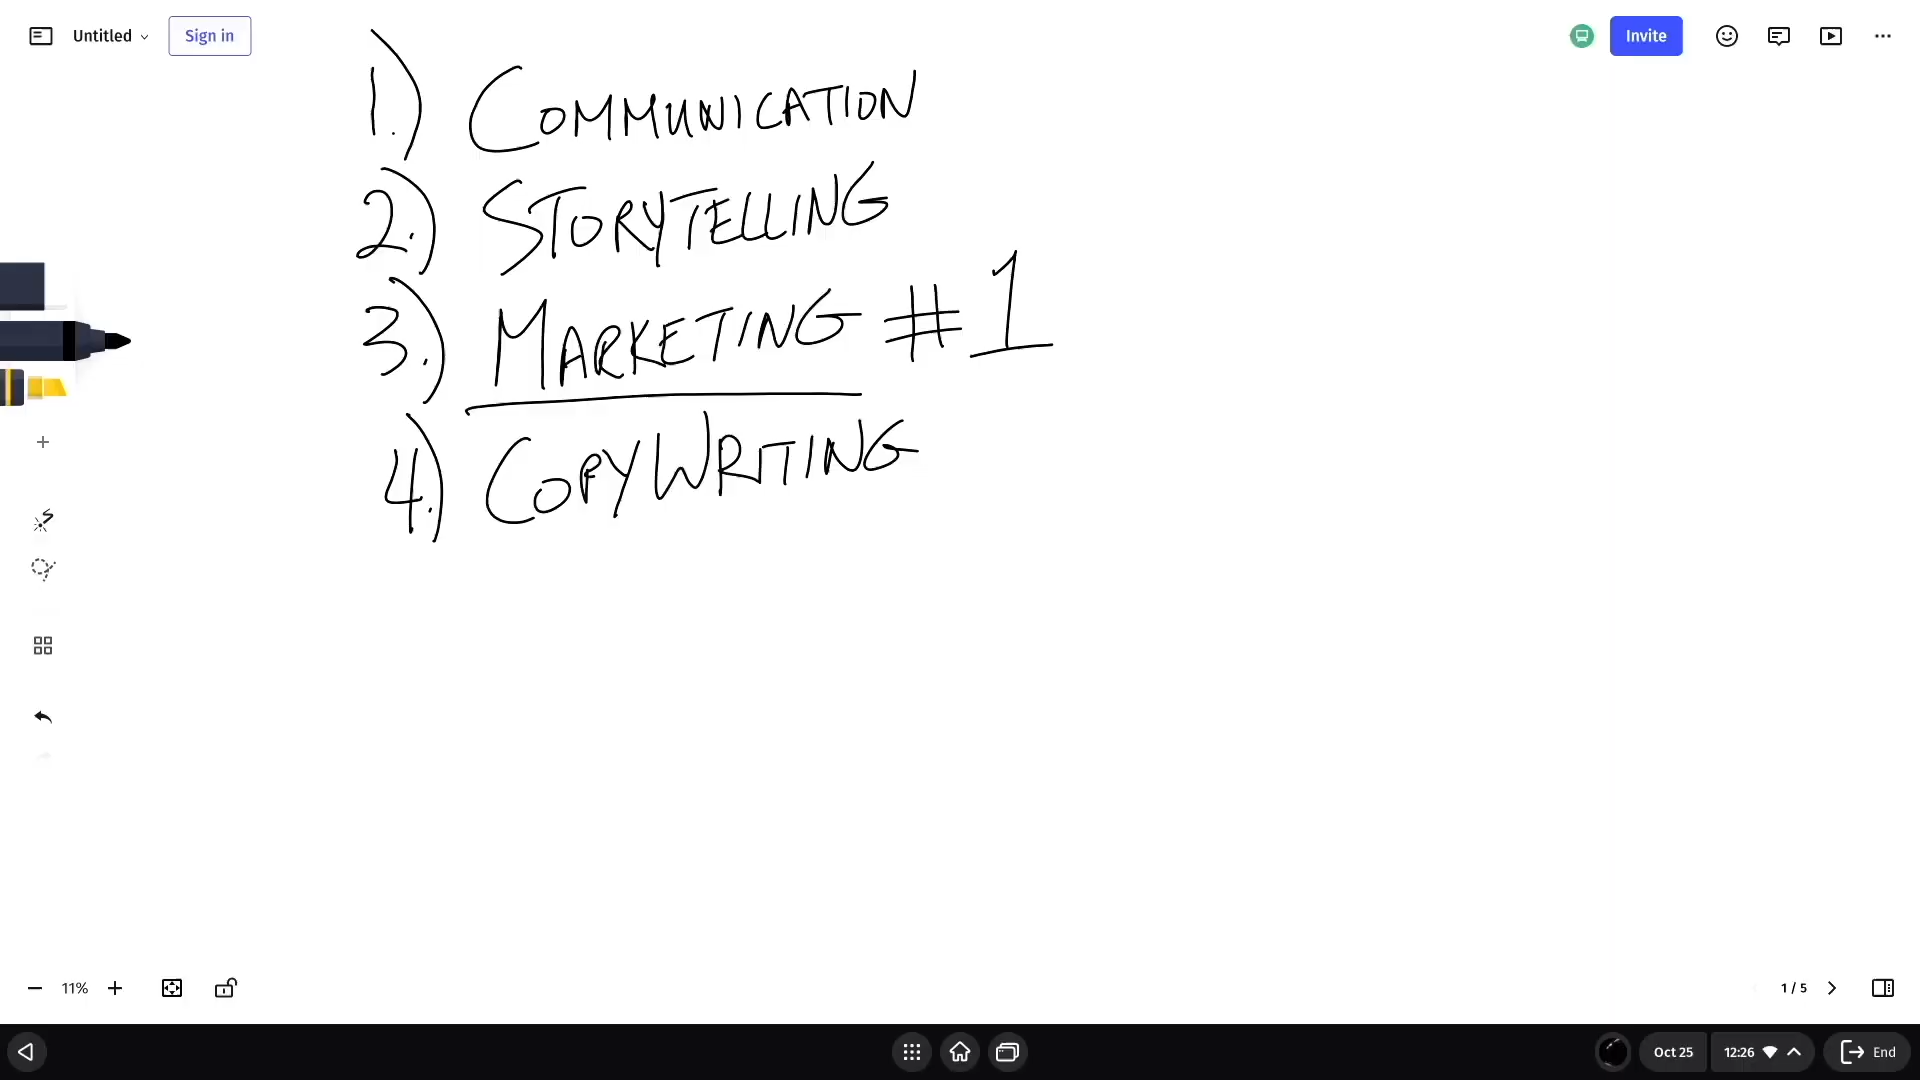 Untitled Sign in Invite
1.) COMMUNICATION
2.) STORYTELLING
3.) MARKETING #1
4.) COPYWRITING
11% 1 / 5
Oct 25 12:26 End